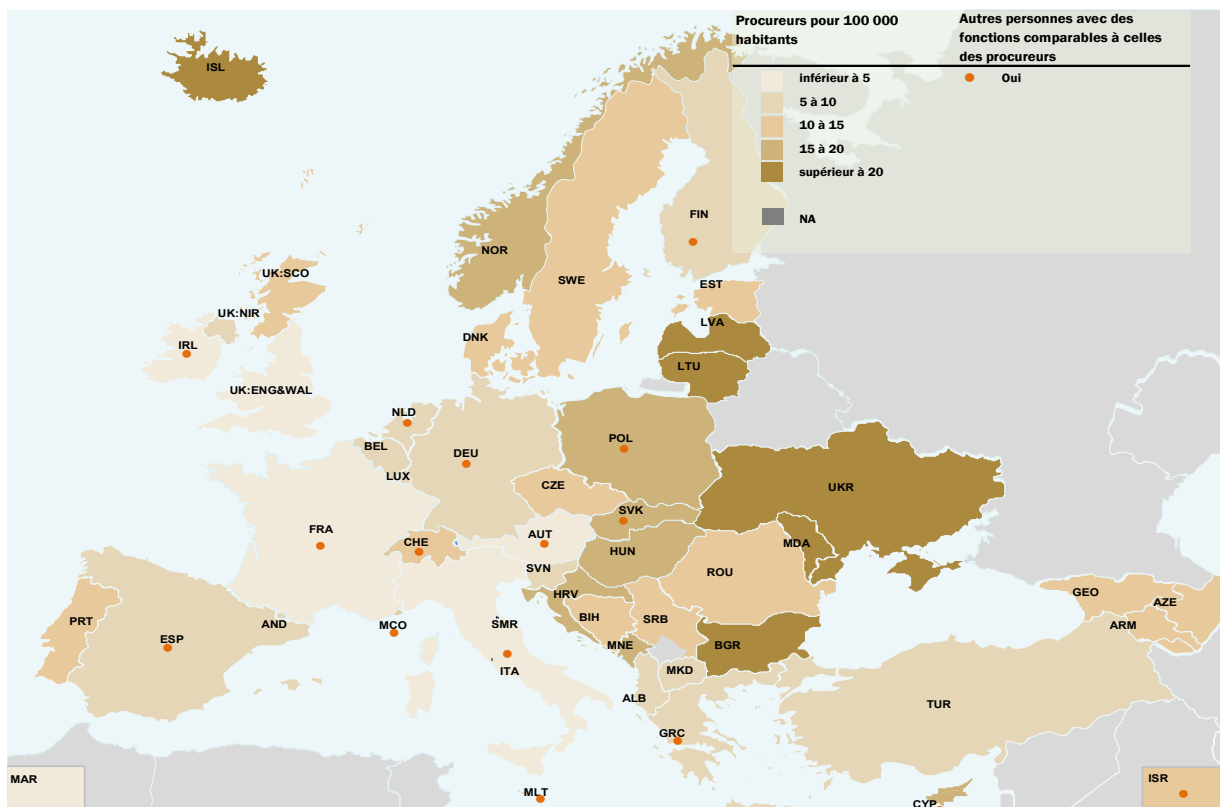 Procureurs pour 100 000
habitants
Autres personnes avec des
fonctions comparables à celles
des procureurs
inférieur à 5
5 à 10
10 à 15
15 à 20
supérieur à 20
NA
Oui
ISL
FIN
NOR
SWE
UK:SCO
EST
UK:NIR
LVA
DNK
IRL
LTU
UK:ENG&WAL
NLD
POL
BEL
DEU
LUX
CZE
UKR
SVK
FRA
AUT
CHE
MDA
HUN
SVN
ROU
HRV
GEO
AZE
BIH
SRB
PRT
AND
MCO
SMR
ARM
ESP
MNE
BGR
ITA
MKD
ALB
TUR
GRC
MAR
ISR
MLT
CYP